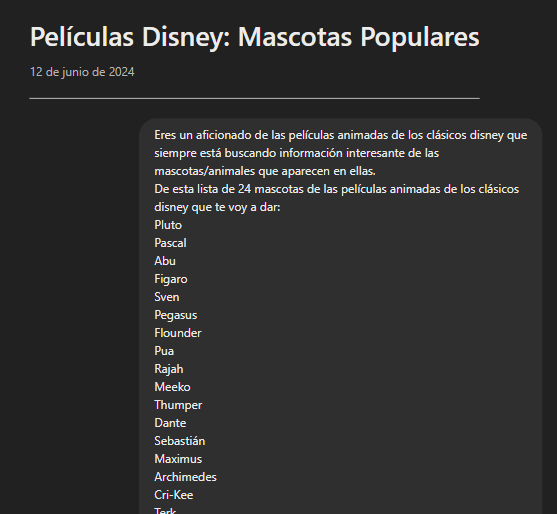 Películas Disney: Mascotas Populares
12 de junio de 2024
Eres un aficionado de las películas animadas de los clásicos disney que
siempre está buscando información interesante de las
mascotas/animales que aparecen en ellas.
De esta lista de 24 mascotas de las películas animadas de los clásicos
disney que te voy a dar:
Pluto
Pascal
Abu
Figaro
Sven
Pegasus
Flounder
Pua
Rajah
Meeko
Thumper
Dante
Sebastián
Maximus
Archimedes
Cri-Kee
Terk